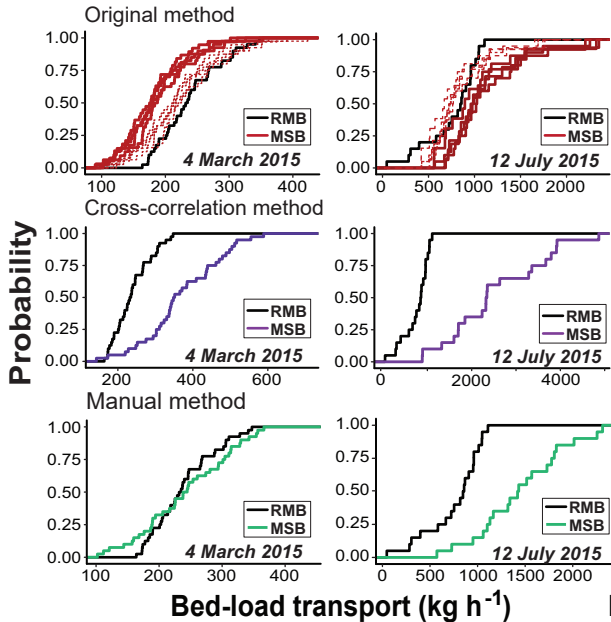 Original method
1.00
0.75
0.50
0.25
0.00
RMB
MSB
4 March 2015
100
200
300
400
1.00
0.75
0.50
0.25
0.00
RMB
MSB
12 July 2015
0
500
1000
1500
2000
Cross-correlation method
1.00
0.75
0.50
0.25
0.00
RMB
MSB
4 March 2015
200
400
600
1.00
0.75
0.50
0.25
0.00
RMB
MSB
12 July 2015
0
2000
4000
Probability
Manual method
1.00
0.75
0.50
0.25
0.00
RMB
MSB
4 March 2015
100
200
300
400
1.00
0.75
0.50
0.25
0.00
RMB
MSB
12 July 2015
0
500
1000
1500
2000
Bed-load transport (kg h⁻¹)